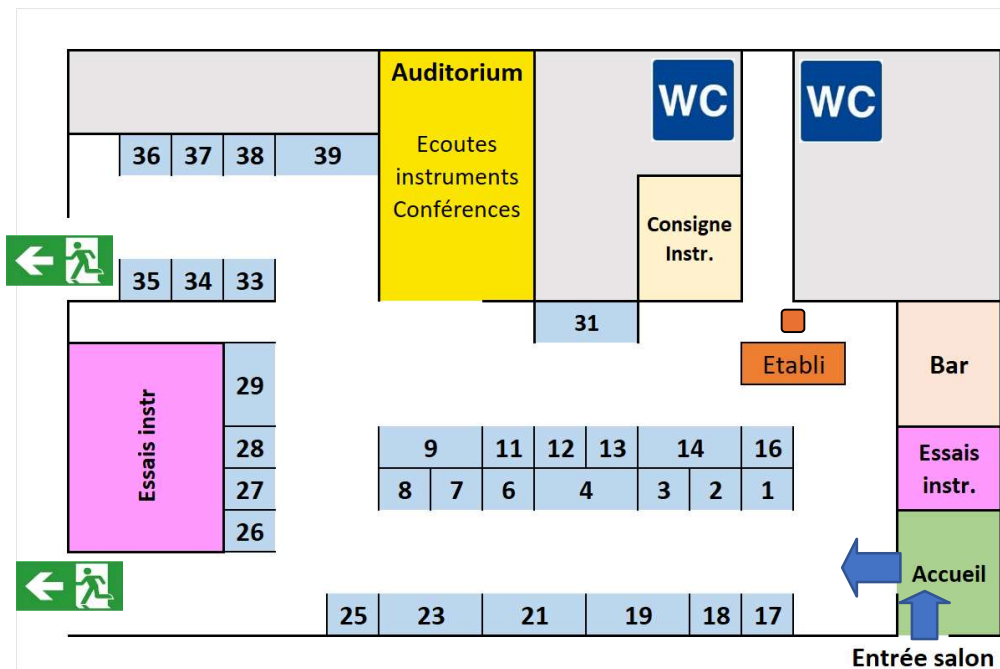 Auditorium
Ecoutes
instruments
Conférences
WC
WC
36 37 38 39
Consigne
Instr.
35 34 33
31
Etabli
Bar
29
28
27
26
Essais instr
9 11 12 13 14 16
8 7 6 4 3 2 1
Essais
instr.
Accueil
25 23 21 19 18 17
Entrée salon